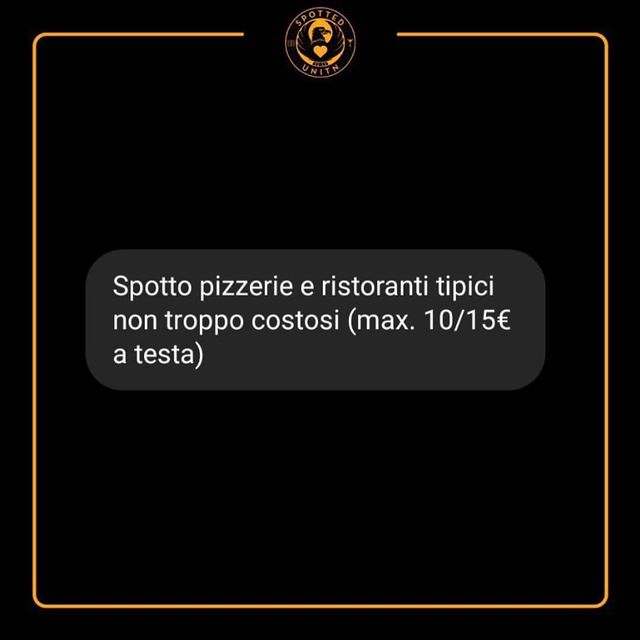 SPOTTED
UNITN
Spotto pizzerie e ristoranti tipici
non troppo costosi (max. 10/15€
a testa)